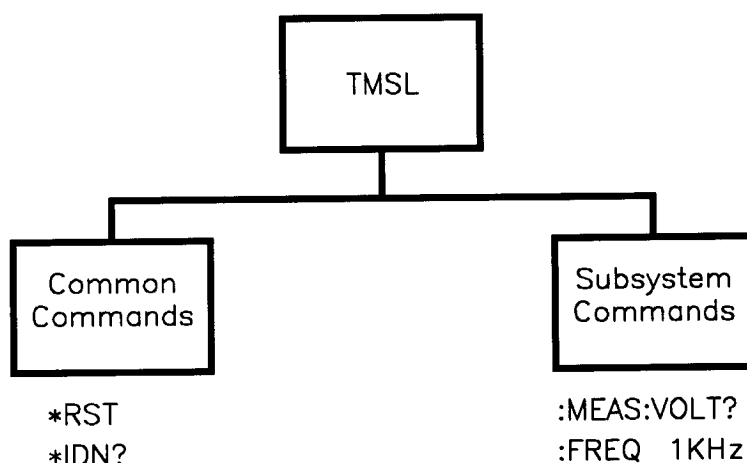 TMSL
Common
Commands
Subsystem
Commands
*RST
*IDN?
:MEAS:VOLT?
:FREQ 1KHz